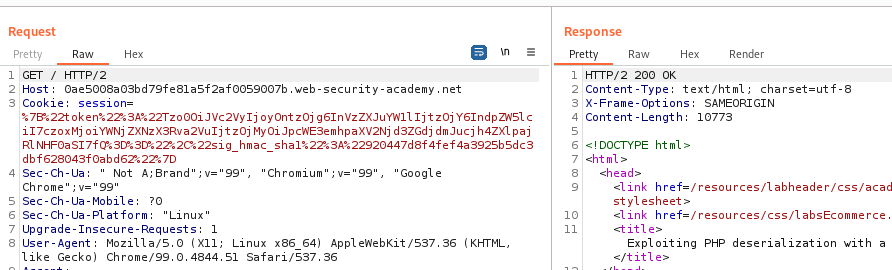 Request
Pretty Raw Hex
\n
1 GET / HTTP/2
2 Host: 0ae5008a03bd79fe81a5f2af0059007b.web-security-academy.net
3 Cookie: session=
%7B%22token%22%3A%22Tzo0OiJVc2VyIjoyOntzOjg6InVzZXJuYW1lIjtzOjY6IndpZW5lc
iI7czoxMjoiYWNjZXNzX3Rva2VuIjtzOjMyOiJpcWE3emhpaXV2Njd3ZGdjdmJucjh4ZXlpaj
RlNHF0aSI7fQ%3D%3D%22%2C%22sig_hmac_sha1%22%3A%22920447d8f4fef4a3925b5dc3
dbf628043f0abd62%22%7D
4 Sec-Ch-Ua: " Not A;Brand";v="99", "Chromium";v="99", "Google
Chrome";v="99"
5 Sec-Ch-Ua-Mobile: ?0
6 Sec-Ch-Ua-Platform: "Linux"
7 Upgrade-Insecure-Requests: 1
8 User-Agent: Mozilla/5.0 (X11; Linux x86_64) AppleWebKit/537.36 (KHTML,
like Gecko) Chrome/99.0.4844.51 Safari/537.36
Response
Pretty Raw Hex Render
1 HTTP/2 200 OK
2 Content-Type: text/html; charset=utf-8
3 X-Frame-Options: SAMEORIGIN
4 Content-Length: 10773
5
6 <!DOCTYPE html>
7 <html>
8 <head>
9 <link href=/resources/labheader/css/acad
stylesheet>
10 <link href=/resources/css/labsEcommerce.
11 <title>
Exploiting PHP deserialization with a
</title>